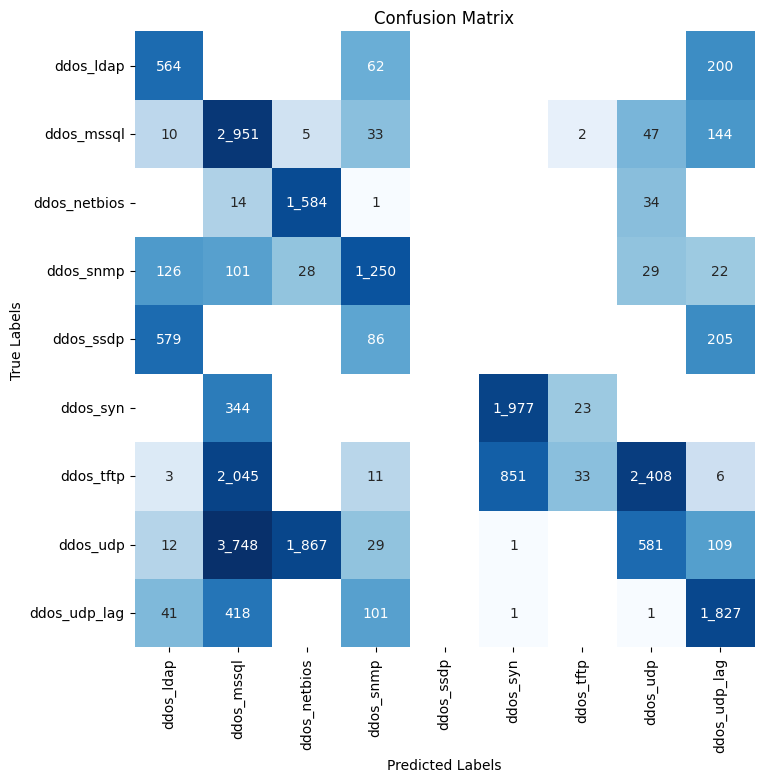 Confusion Matrix
True Labels
ddos_ldap 564 62 200
ddos_mssql 10 2_951 5 33 2 47 144
ddos_netbios 14 1_584 1 34
ddos_snmp 126 101 28 1_250 29 22
ddos_ssdp 579 86 205
ddos_syn 344 1_977 23
ddos_tftp 3 2_045 11 851 33 2_408 6
ddos_udp 12 3_748 1_867 29 1 581 109
ddos_udp_lag 41 418 101 1 1 1_827
ddos_ldap ddos_mssql ddos_netbios ddos_snmp ddos_ssdp ddos_syn ddos_tftp ddos_udp ddos_udp_lag
Predicted Labels